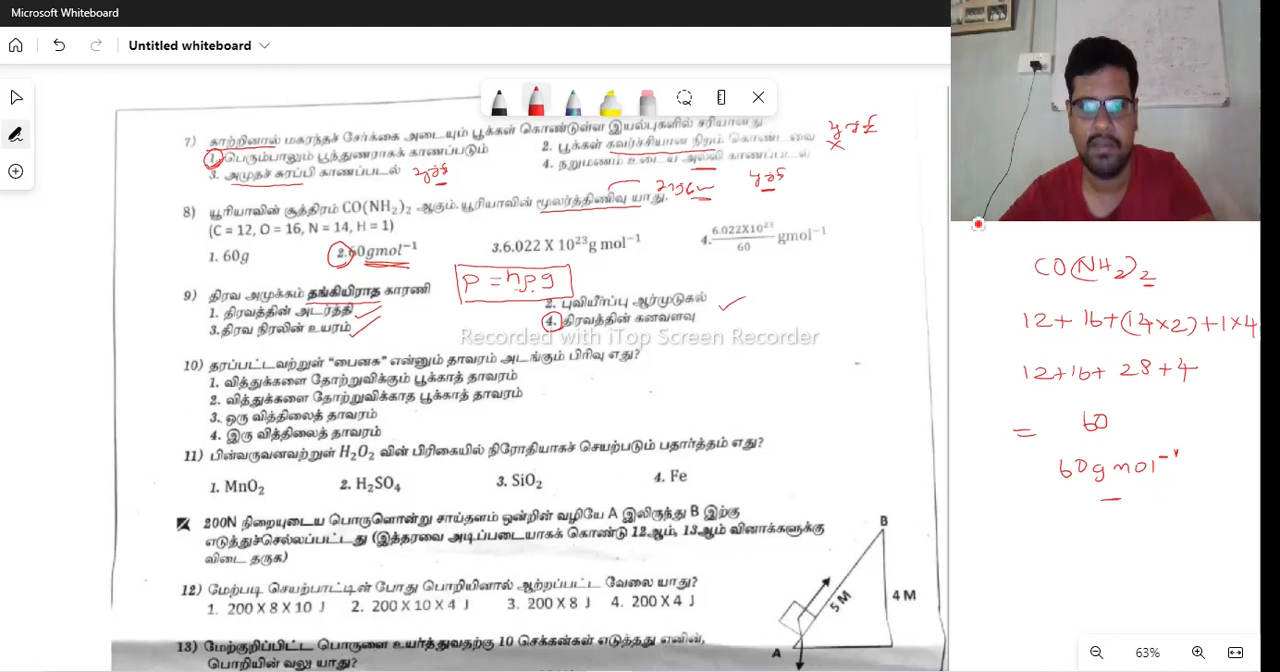 Microsoft Whiteboard
Untitled whiteboard
7) காற்றினால் மகரந்தச் சேர்க்கை அடையும் பூக்கள் கொண்டுள்ள இயல்புகளில் சரியானது
1. பெரும்பாலும் பூந்துணராகக் காணப்படும் 2. பூக்கள் கவர்ச்சியான நிறம் கொண்டவை
3. அமுதச் சுரப்பி காணப்படல் 4. நறுமணம் உடைய அல்லி காணப்படல்
8) யூரியாவின் சூத்திரம் CO(NH₂)₂ ஆகும். யூரியாவின் மூலர்த்திணிவு யாது.
(C = 12, O = 16, N = 14, H = 1)
1. 60g 2. 60gmol⁻¹ 3.6.022 X 10²³g mol⁻¹ 4. 6.022X10²³/60 gmol⁻¹
9) திரவ அமுக்கம் தங்கியிராத காரணி
P = hρg
1. திரவத்தின் அடர்த்தி 2. புவியீர்ப்பு ஆர்முடுகல்
3.திரவ நிரலின் உயரம் 4. திரவத்தின் கனவளவு
Recorded with iTop Screen Recorder
10) தரப்பட்டவற்றுள் “பைனசு” என்னும் தாவரம் அடங்கும் பிரிவு எது?
1. வித்துக்களை தோற்றுவிக்கும் பூக்காத் தாவரம்
2. வித்துக்களை தோற்றுவிக்காத பூக்காத் தாவரம்
3. ஒரு வித்திலைத் தாவரம்
4. இரு வித்திலைத் தாவரம்
11) பின்வருவனவற்றுள் H₂O₂ வின் பிரிகையில் நிரோதியாகச் செயற்படும் பதார்த்தம் எது?
1. MnO₂ 2. H₂SO₄ 3. SiO₂ 4. Fe
200N நிறையுடைய பொருளொன்று சாய்தளம் ஒன்றின் வழியே A இலிருந்து B இற்கு
எடுத்துச்செல்லப்பட்டது (இத்தரவை அடிப்படையாகக் கொண்டு 12ஆம், 13ஆம் வினாக்களுக்கு
விடை தருக)
12) மேற்படி செயற்பாட்டின் போது பொறியினால் ஆற்றப்பட்ட வேலை யாது?
1. 200 X 8 X 10 J 2. 200 X 10 X 4 J 3. 200 X 8 J 4. 200 X 4 J
13) மேற்குறிப்பிட்ட பொருளை உயர்த்துவதற்கு 10 செக்கன்கள் எடுத்தது எனின்,
பொறியின் வலு யாது?
B
5 M
4 M
A
CO(NH₂)₂
12+16+(14×2)+1×4
12+16+28+4
= 60
60gmol⁻¹
63%